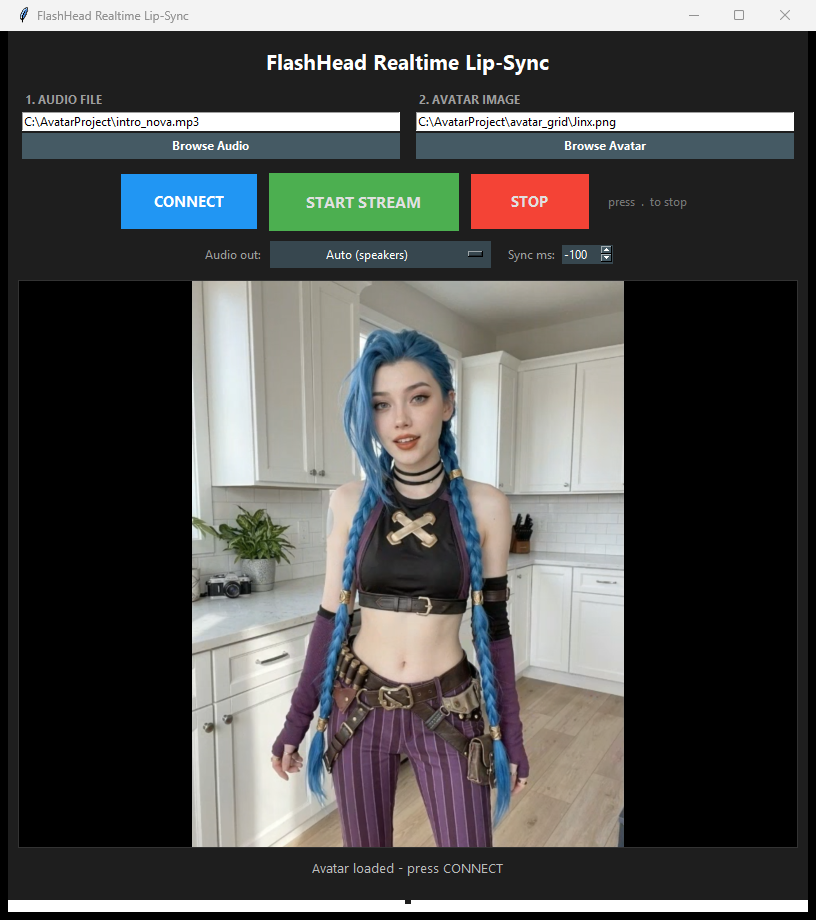 FlashHead Realtime Lip-Sync
FlashHead Realtime Lip-Sync
1. AUDIO FILE
2. AVATAR IMAGE
C:\AvatarProject\intro_nova.mp3
C:\AvatarProject\avatar_grid\Jinx.png
Browse Audio
Browse Avatar
CONNECT
START STREAM
STOP
press . to stop
Audio out:
Auto (speakers)
Sync ms:
-100
Avatar loaded - press CONNECT